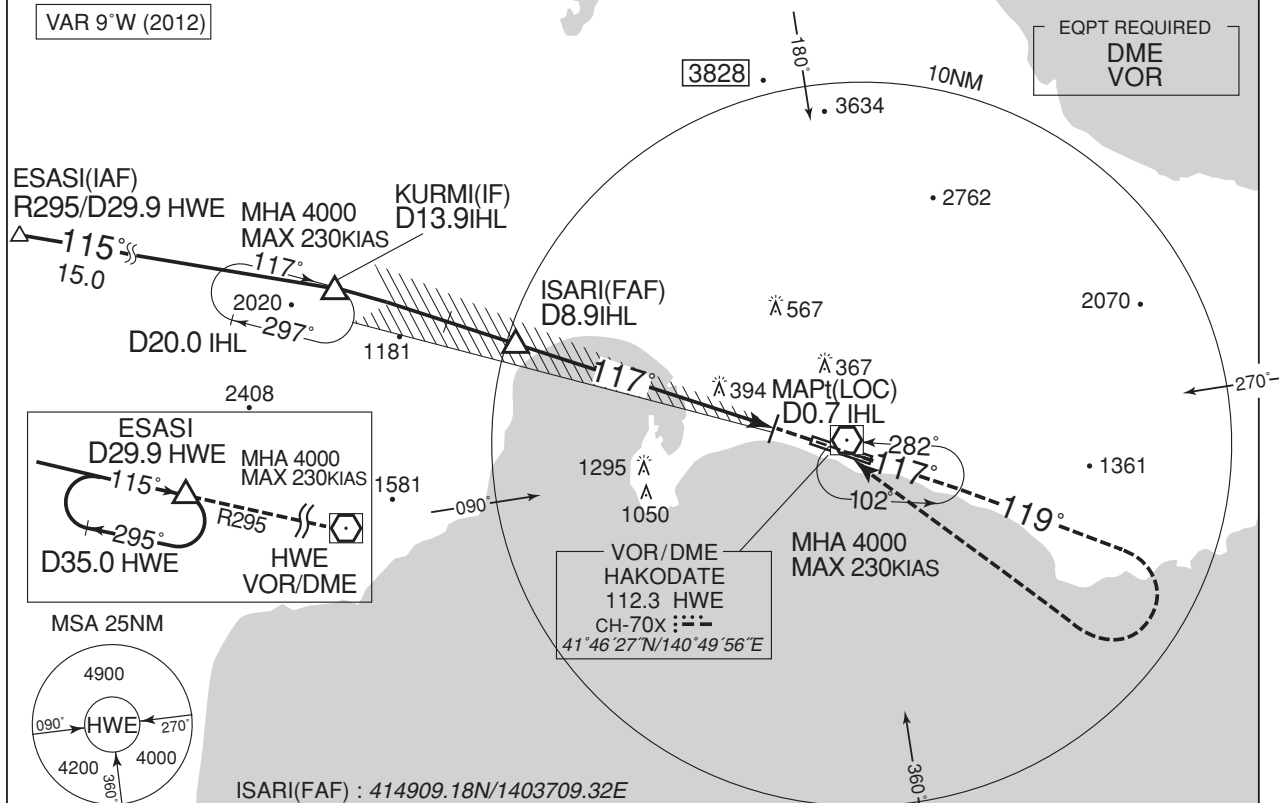 VAR 9°W (2012)
EQPT REQUIRED
DME
VOR
180°
3828
10NM
3634
2762
ESASI(IAF)
R295/D29.9 HWE
115°
15.0
MHA 4000
MAX 230KIAS
KURMI(IF)
D13.9IHL
117°
2020
297°
D20.0 IHL
1181
ISARI(FAF)
D8.9IHL
567
2070
117°
394
367
MAPt(LOC)
D0.7 IHL
270°
2408
282°
117°
102°
119°
1361
1295
1050
1581
090°
MHA 4000
MAX 230KIAS
ESASI
D29.9 HWE
MHA 4000
MAX 230KIAS
115°
R295
295°
D35.0 HWE
HWE
VOR/DME
VOR/DME
HAKODATE
112.3 HWE
CH-70X
41°46´27˝N/140°49´56˝E
MSA 25NM
4900
090°
HWE
270°
4200
4000
360°
360°
ISARI(FAF) : 414909.18N/1403709.32E